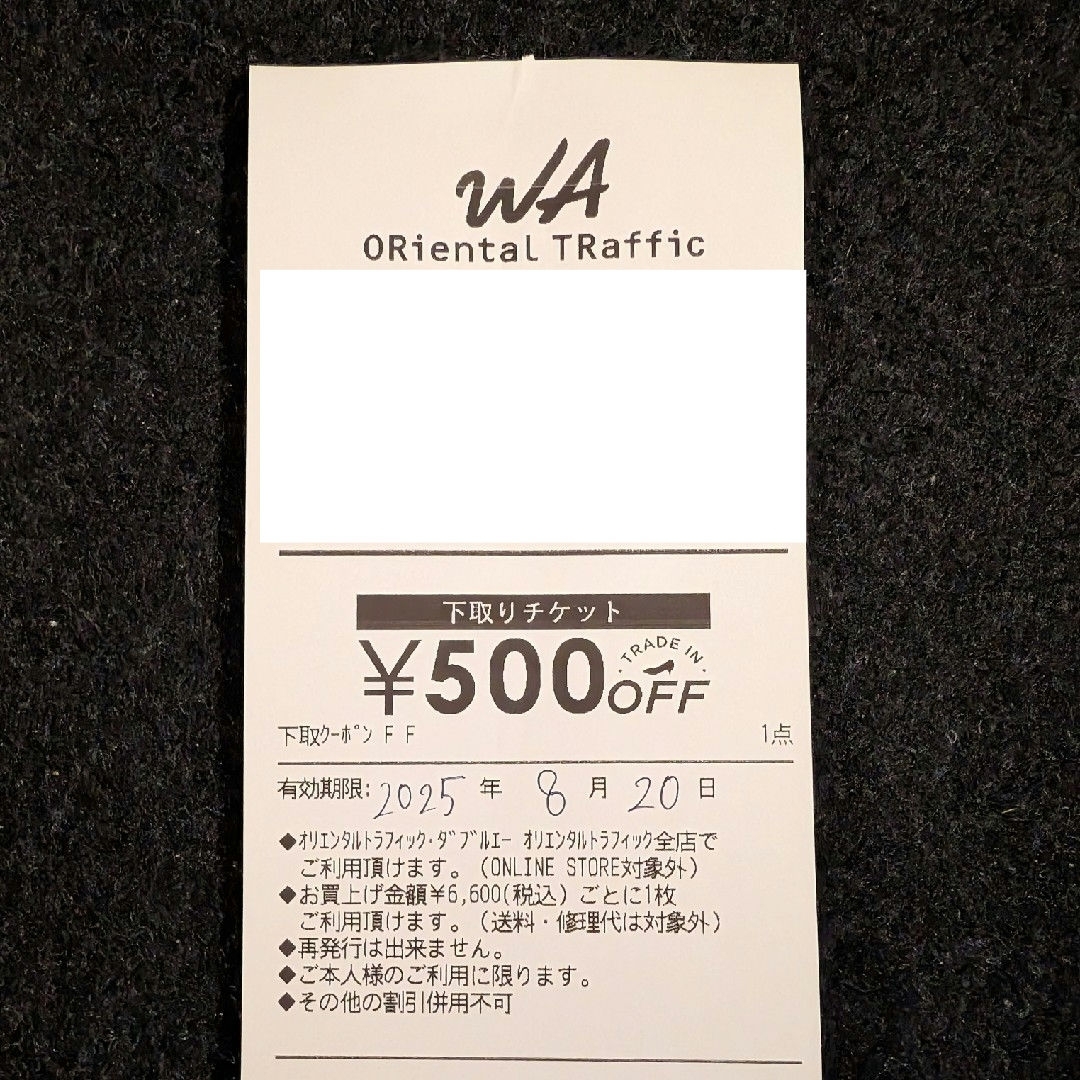 WA
ORiental TRaffic
下取りチケット
¥500 TRADE IN OFF
下取ｸｰﾎﾟﾝ F F 1点
有効期限: 2025 年 8 月 20 日
◆ｵﾘｴﾝﾀﾙﾄﾗﾌｨｯｸ･ﾀﾞﾌﾞﾙｴｰ ｵﾘｴﾝﾀﾙﾄﾗﾌｨｯｸ全店で
ご利用頂けます。（ONLINE STORE対象外）
◆お買上げ金額¥6,600(税込）ごとに1枚
ご利用頂けます。（送料・修理代は対象外）
◆再発行は出来ません。
◆ご本人様のご利用に限ります。
◆その他の割引併用不可